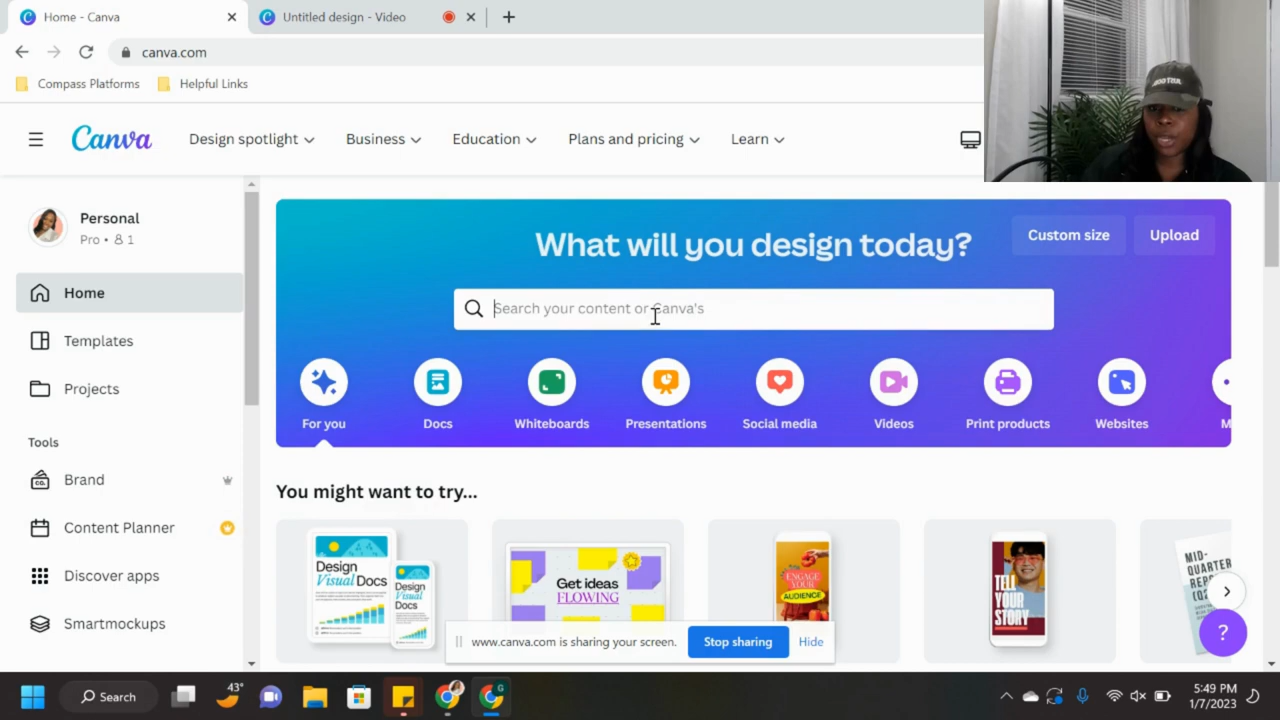 Home - Canva
Untitled design - Video
canva.com
Compass Platforms
Helpful Links
Canva
Design spotlight
Business
Education
Plans and pricing
Learn
Personal
Pro • 1
Home
Templates
Projects
Tools
Brand
Content Planner
Discover apps
Smartmockups
What will you design today?
Custom size
Upload
Search your content or Canva's
For you
Docs
Whiteboards
Presentations
Social media
Videos
Print products
Websites
M
You might want to try...
Design
Visual Docs
Design
Visual
Docs
Get ideas
FLOWING
ENGAGE
YOUR
AUDIENCE
TELL
YOUR
STORY
MID-
QUARTER
www.canva.com is sharing your screen.
Stop sharing
Hide
?
43°
Search
5:49 PM
1/7/2023